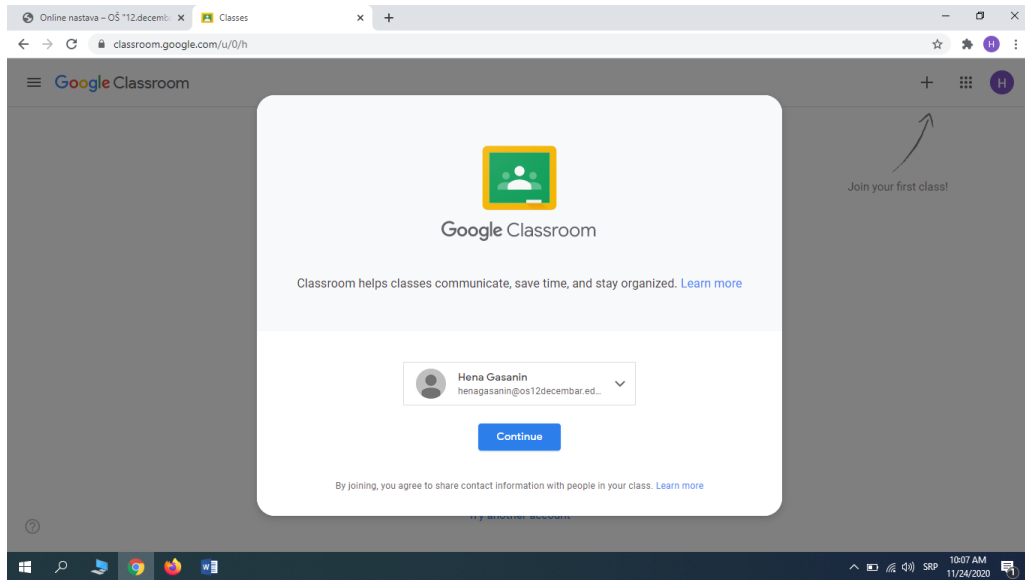 Online nastava – OŠ "12.decemb
Classes
classroom.google.com/u/0/h
H
Google Classroom
H
Join your first class!
Google Classroom
Classroom helps classes communicate, save time, and stay organized. Learn more
Hena Gasanin
henagasanin@os12decembar.ed...
Continue
By joining, you agree to share contact information with people in your class. Learn more
Try another account
SRP
10:07 AM
11/24/2020
1